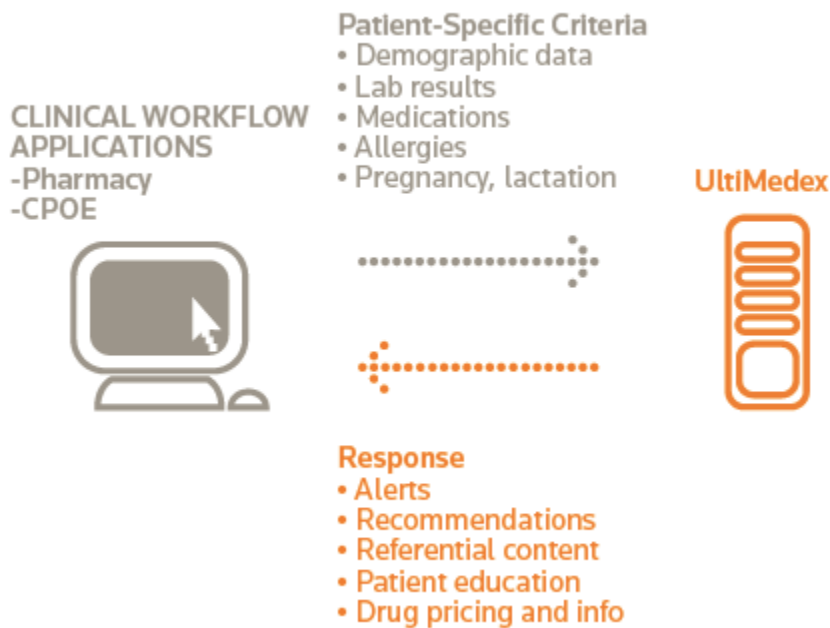 Patient-Specific Criteria
• Demographic data
• Lab results
• Medications
• Allergies
• Pregnancy, lactation
CLINICAL WORKFLOW
APPLICATIONS
-Pharmacy
-CPOE
UltiMedex
Response
• Alerts
• Recommendations
• Referential content
• Patient education
• Drug pricing and info